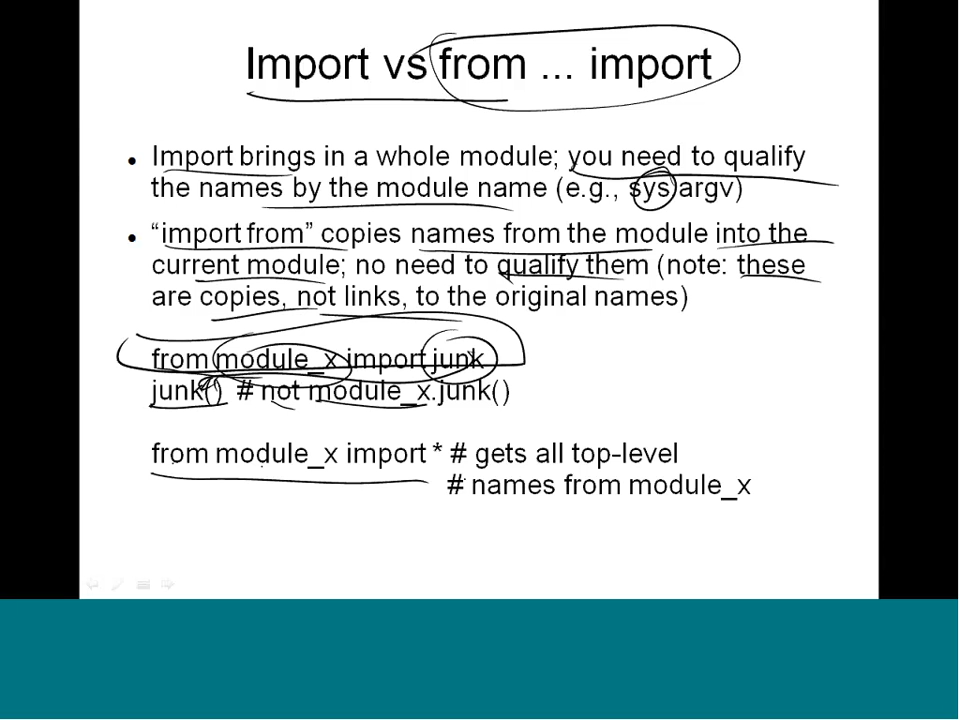 Import vs from ... import
• Import brings in a whole module; you need to qualify
the names by the module name (e.g., sys.argv)
• “import from” copies names from the module into the
current module; no need to qualify them (note: these
are copies, not links, to the original names)
from module_x import junk
junk() # not module_x.junk()
from module_x import * # gets all top-level
# names from module_x